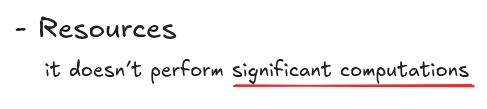 - Resources
it doesn't perform significant computations